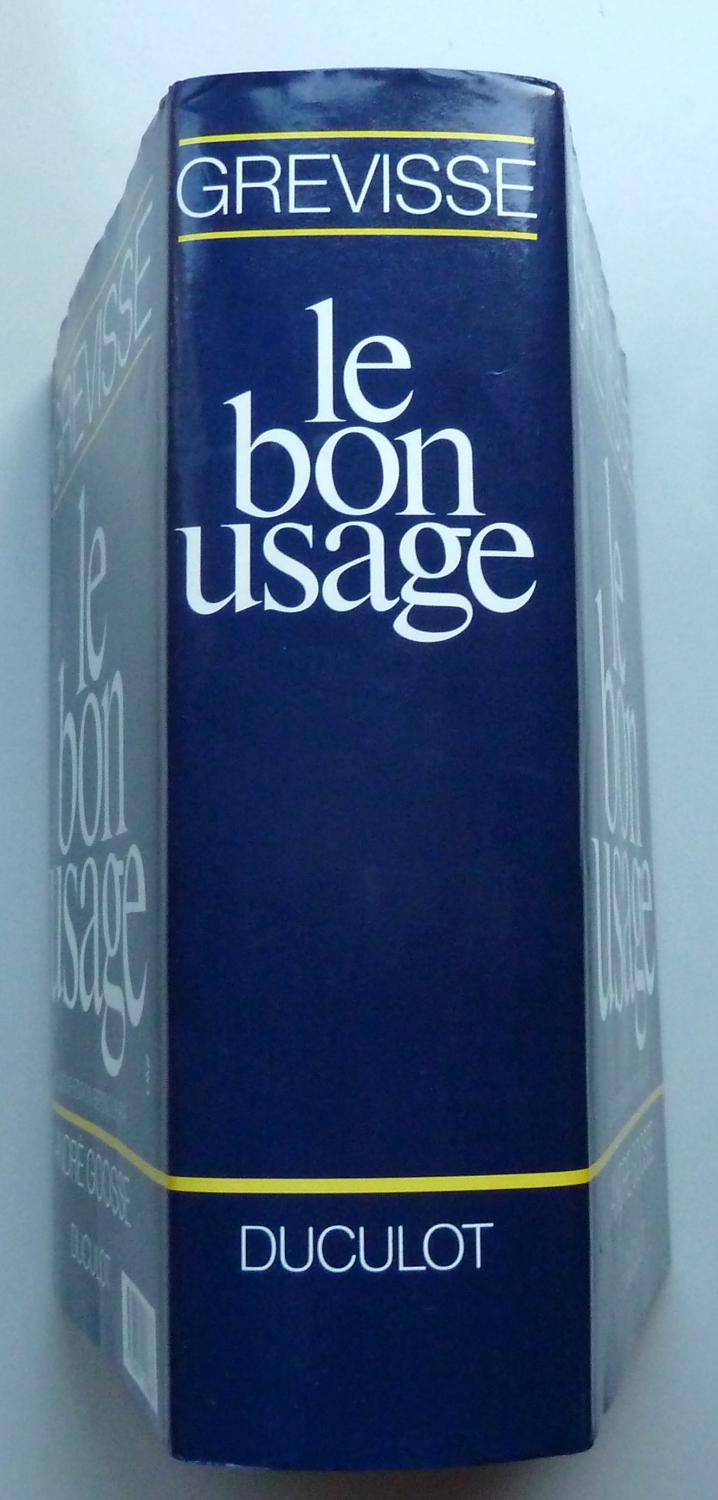 GREVISSE
le
bon
usage
DUCULOT
GREVISSE
le
bon
usage
ANDRÉ GOOSSE
DUCULOT
le
bon
usage